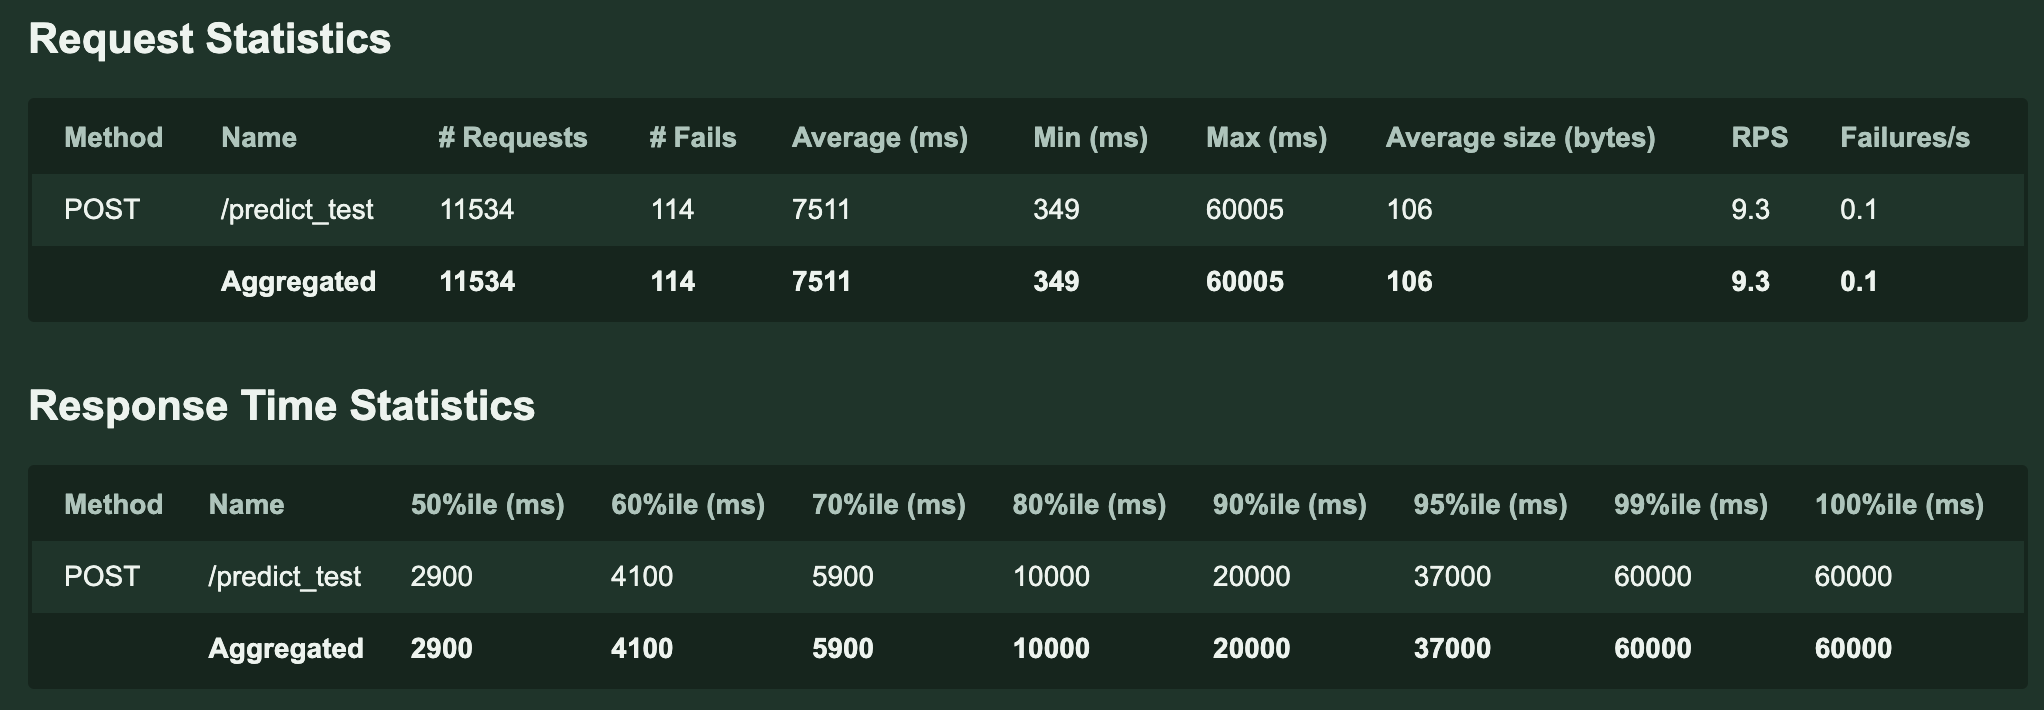 Request Statistics
Method Name # Requests # Fails Average (ms) Min (ms) Max (ms) Average size (bytes) RPS Failures/s
POST /predict_test 11534 114 7511 349 60005 106 9.3 0.1
Aggregated 11534 114 7511 349 60005 106 9.3 0.1
Response Time Statistics
Method Name 50%ile (ms) 60%ile (ms) 70%ile (ms) 80%ile (ms) 90%ile (ms) 95%ile (ms) 99%ile (ms) 100%ile (ms)
POST /predict_test 2900 4100 5900 10000 20000 37000 60000 60000
Aggregated 2900 4100 5900 10000 20000 37000 60000 60000